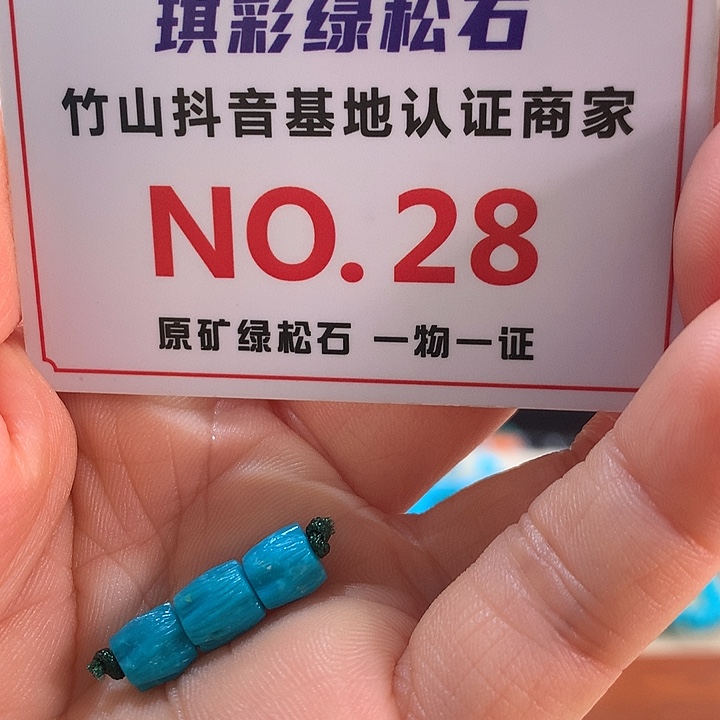 琪彩绿松石
竹山抖音基地认证商家
NO.28
原矿绿松石 一物一证